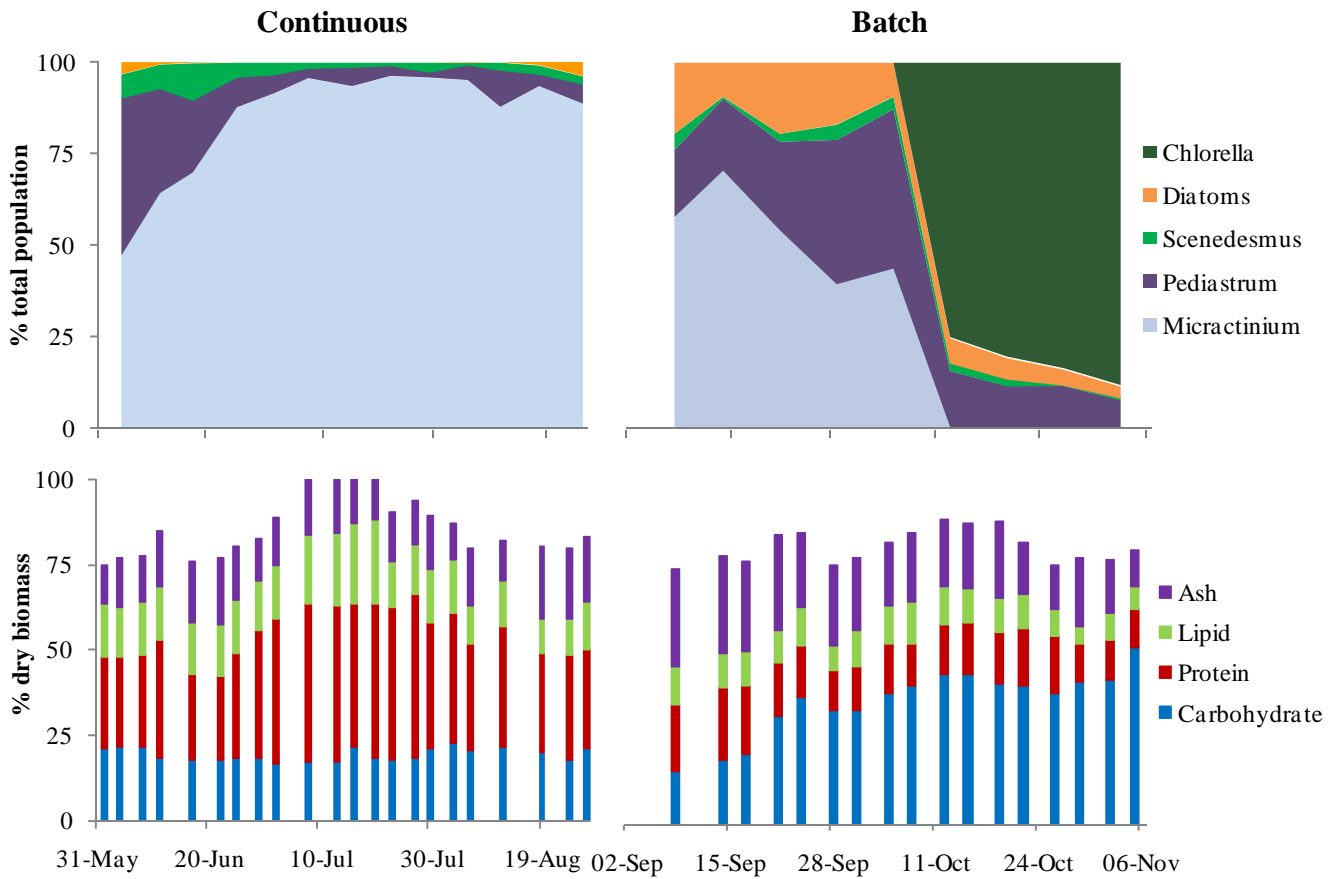 Continuous
Batch
% total population
100
75
50
25
0
Chlorella
Diatoms
Scenedesmus
Pediastrum
Micractinium
% dry biomass
100
75
50
25
0
Ash
Lipid
Protein
Carbohydrate
31-May 20-Jun 10-Jul 30-Jul 19-Aug
02-Sep 15-Sep 28-Sep 11-Oct 24-Oct 06-Nov